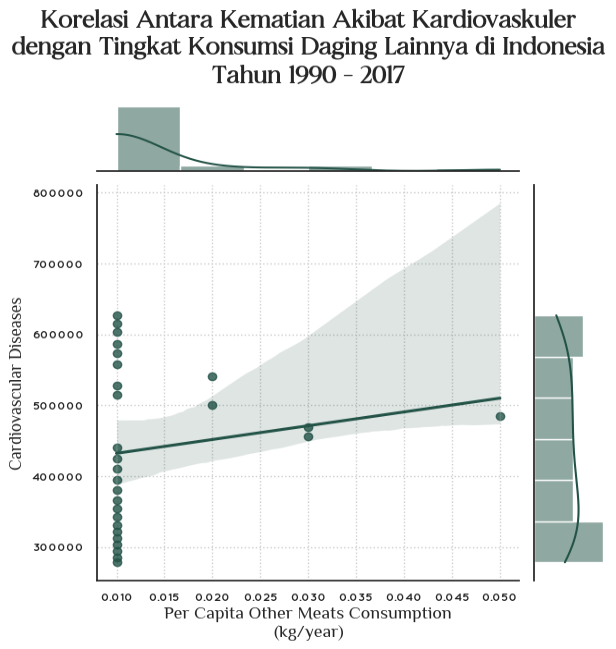 Korelasi Antara Kematian Akibat Kardiovaskuler
dengan Tingkat Konsumsi Daging Lainnya di Indonesia
Tahun 1990 - 2017
800000
700000
600000
500000
400000
300000
Cardiovascular Diseases
0.010 0.015 0.020 0.025 0.030 0.035 0.040 0.045 0.050
Per Capita Other Meats Consumption
(kg/year)